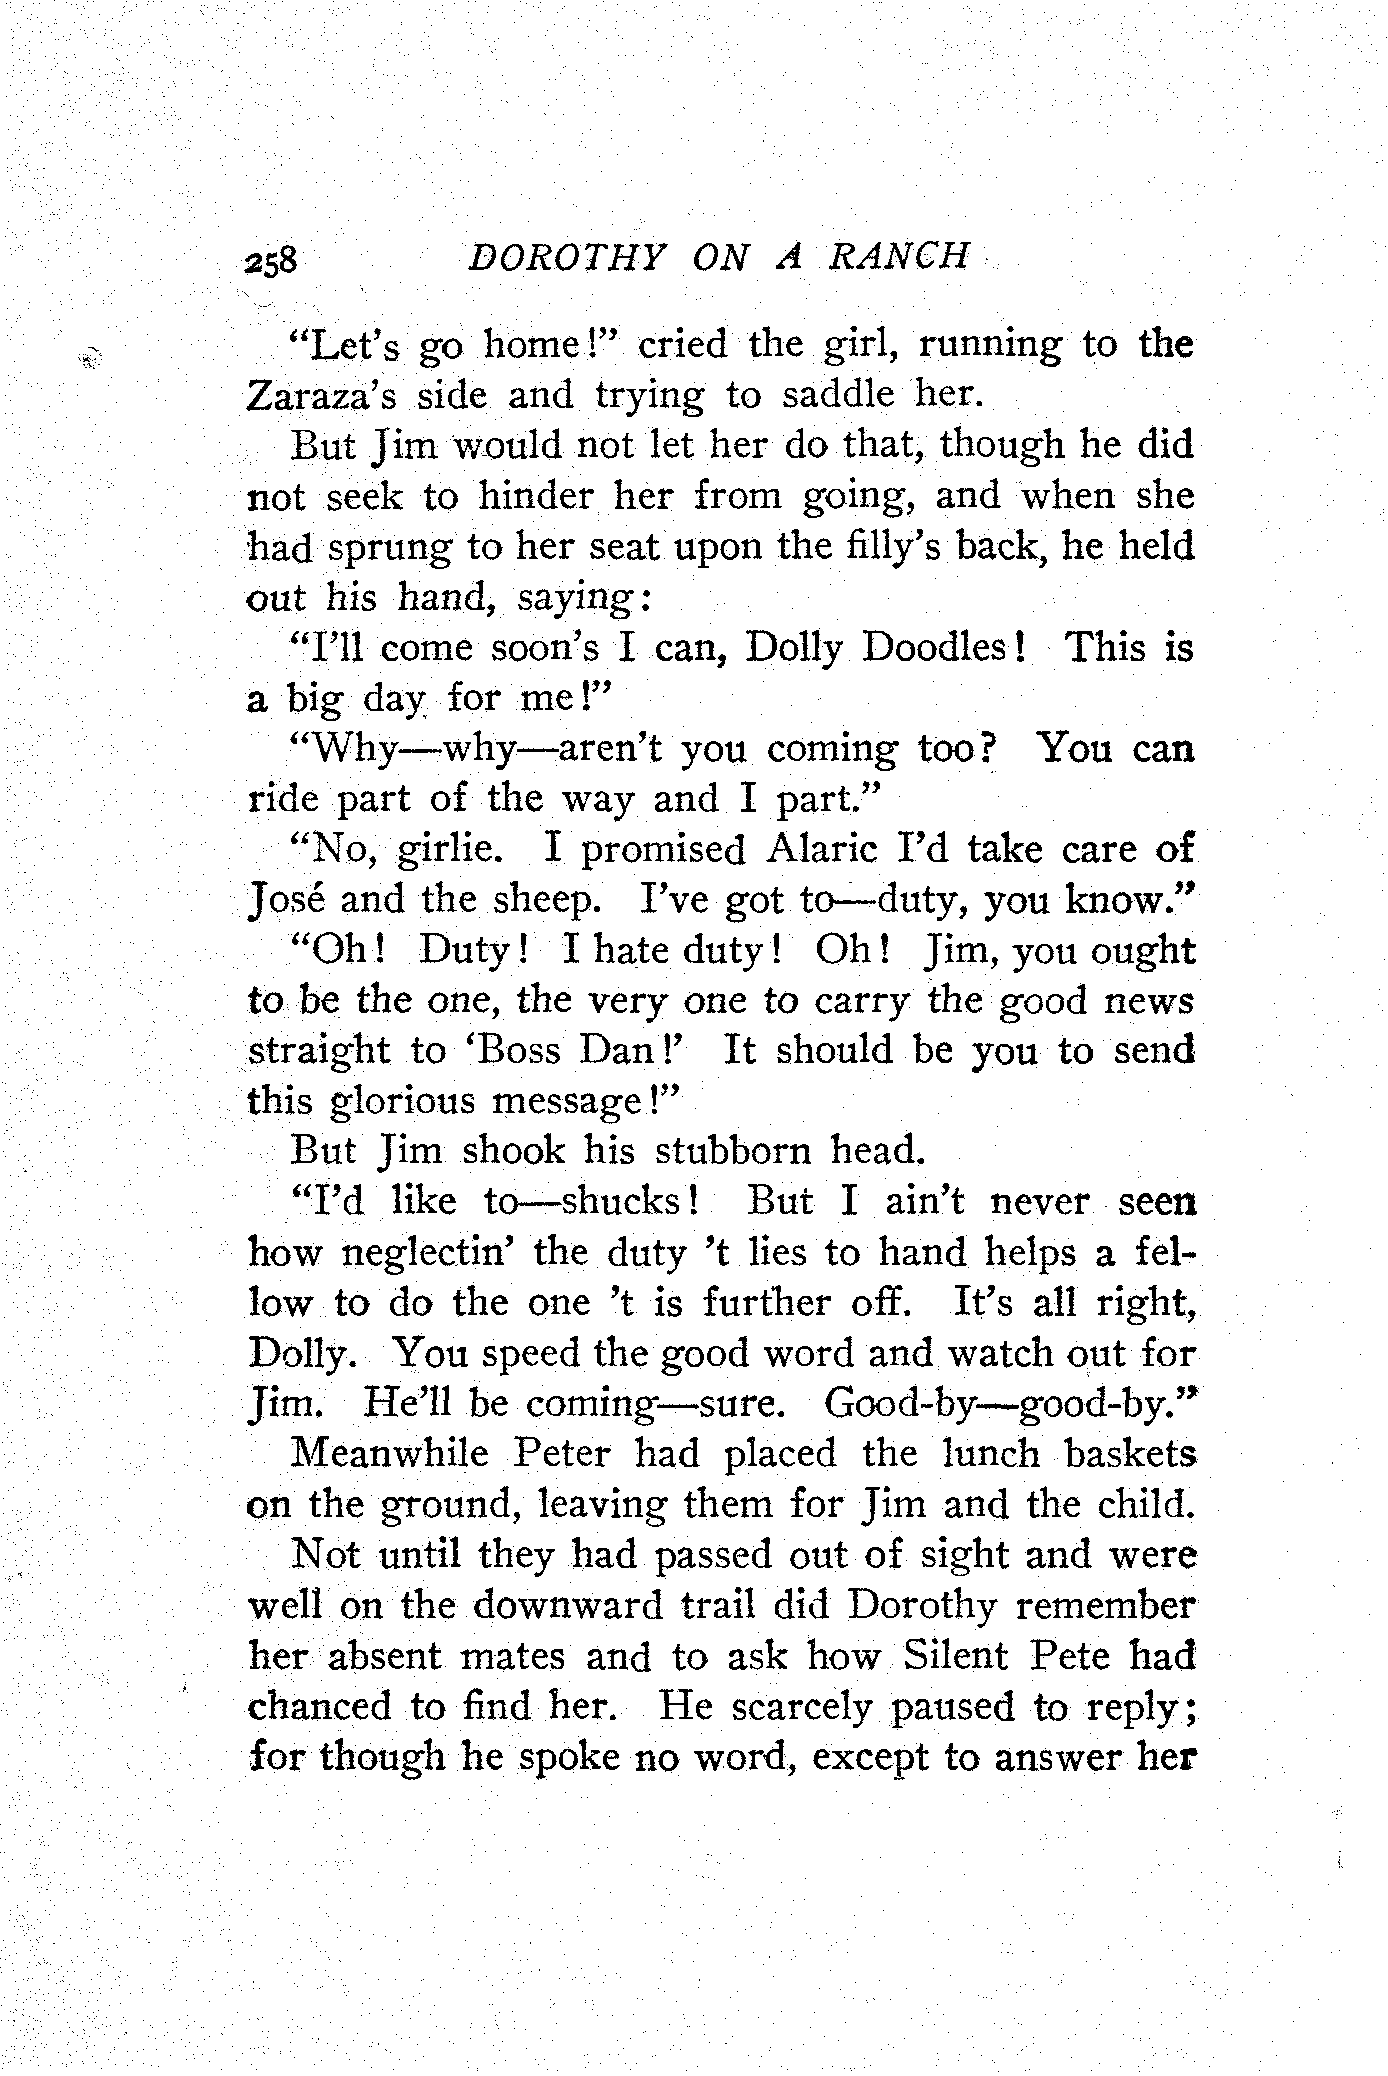 258 DOROTHY ON A RANCH
“Let’s go home!” cried the girl, running to the
Zaraza’s side and trying to saddle her.
But Jim would not let her do that, though he did
not seek to hinder her from going, and when she
had sprung to her seat upon the filly’s back, he held
out his hand, saying:
“I’ll come soon’s I can, Dolly Doodles! This is
a big day for me!”
“Why—why—aren’t you coming too? You can
ride part of the way and I part.”
“No, girlie. I promised Alaric I’d take care of
José and the sheep. I’ve got to—duty, you know.”
“Oh! Duty! I hate duty! Oh! Jim, you ought
to be the one, the very one to carry the good news
straight to ‘Boss Dan!’ It should be you to send
this glorious message!”
But Jim shook his stubborn head.
“I’d like to—shucks! But I ain’t never seen
how neglectin’ the duty ’t lies to hand helps a fel-
low to do the one ’t is further off. It’s all right,
Dolly. You speed the good word and watch out for
Jim. He’ll be coming—sure. Good-by—good-by.”
Meanwhile Peter had placed the lunch baskets
on the ground, leaving them for Jim and the child.
Not until they had passed out of sight and were
well on the downward trail did Dorothy remember
her absent mates and to ask how Silent Pete had
chanced to find her. He scarcely paused to reply;
for though he spoke no word, except to answer her